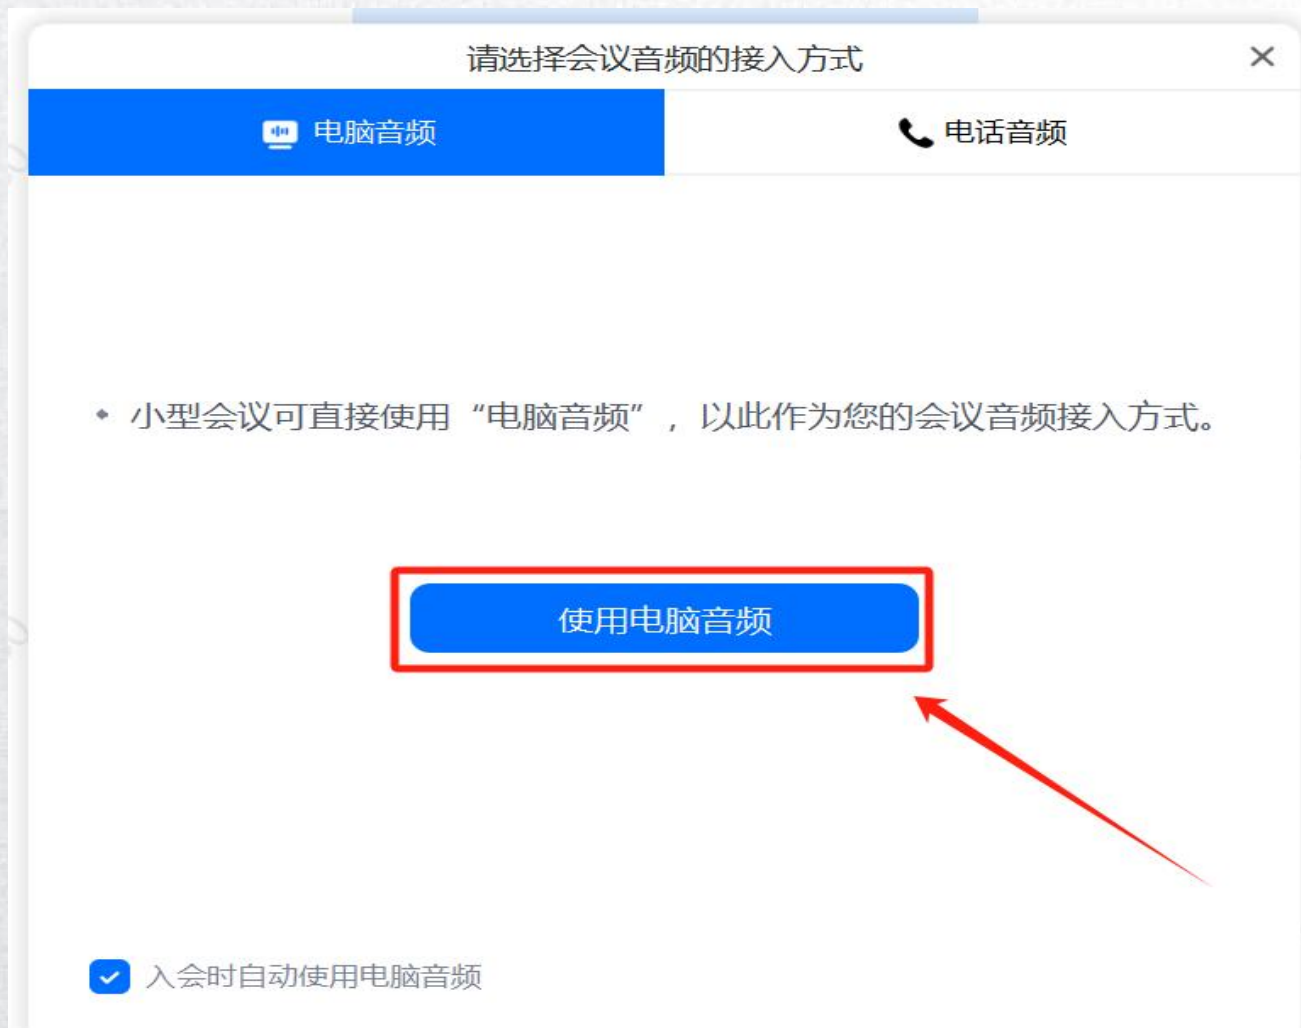 请选择会议音频的接入方式
电脑音频
电话音频
小型会议可直接使用“电脑音频”，以此作为您的会议音频接入方式。
使用电脑音频
入会时自动使用电脑音频